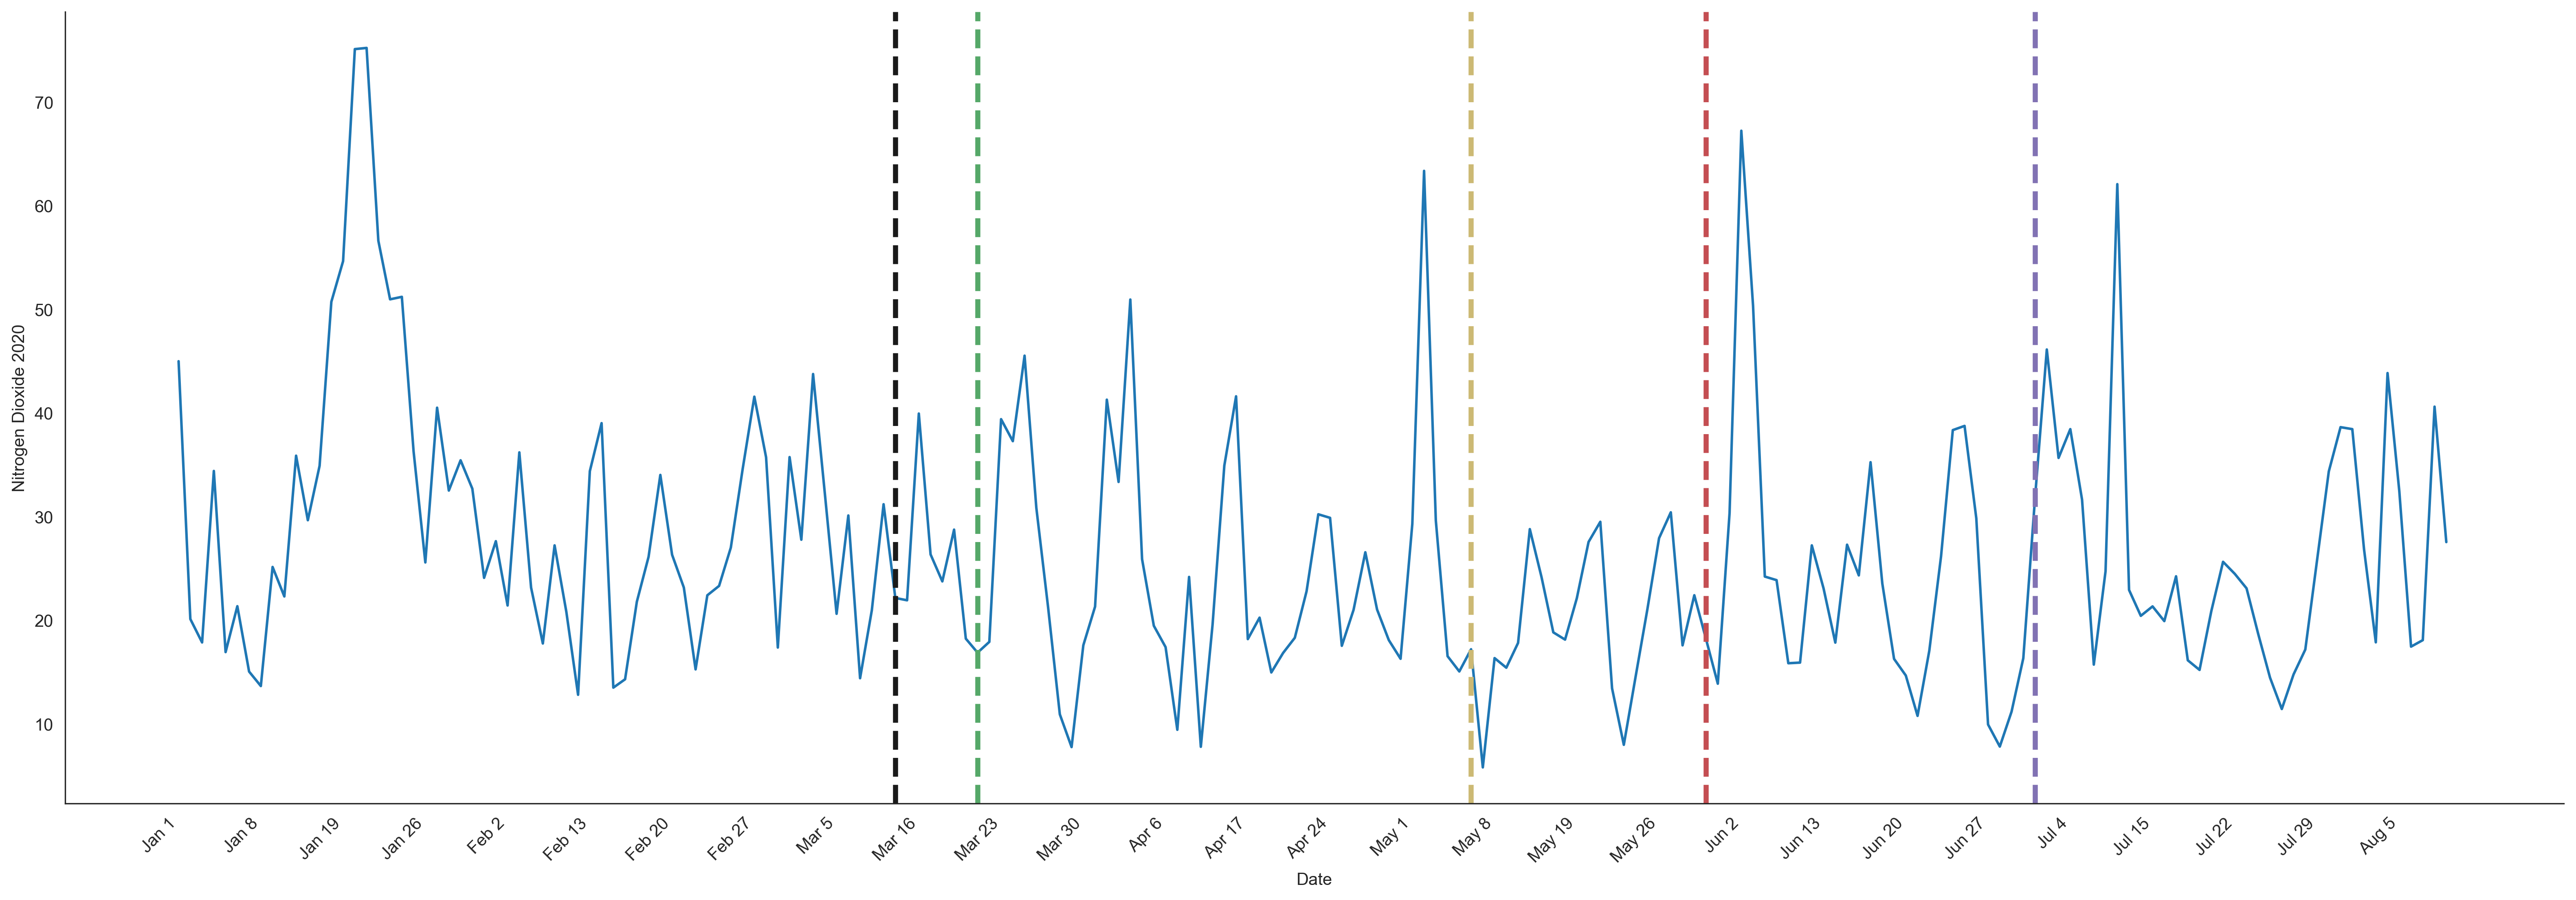 Nitrogen Dioxide 2020
70
60
50
40
30
20
10
Jan 1
Jan 8
Jan 19
Jan 26
Feb 2
Feb 13
Feb 20
Feb 27
Mar 5
Mar 16
Mar 23
Mar 30
Apr 6
Apr 17
Apr 24
May 1
May 8
May 19
May 26
Jun 2
Jun 13
Jun 20
Jun 27
Jul 4
Jul 15
Jul 22
Jul 29
Aug 5
Date